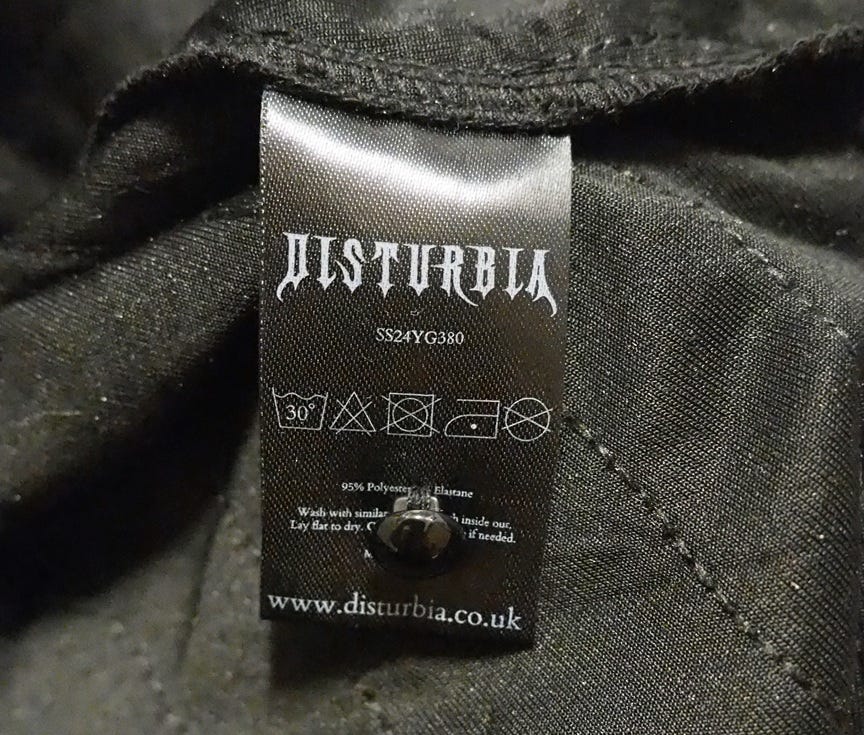 DISTURBIA
SS24YG380
30°
95% Polyester Elastane
Wash with similar inside out.
Lay flat to dry. if needed.
www.disturbia.co.uk